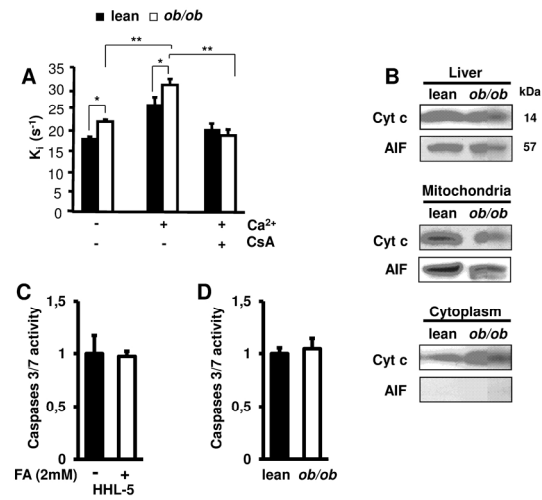 lean ob/ob
A
**
**
*
*
35
30
25
20
15
10
5
0
Ki (s-1)
- + + Ca2+
- - + CsA
B
Liver
lean ob/ob kDa
Cyt c 14
AIF 57
Mitochondria
lean ob/ob
Cyt c
AIF
Cytoplasm
lean ob/ob
Cyt c
AIF
C
1,5
1
0,5
Caspases 3/7 activity
FA (2mM) - +
HHL-5
D
1,5
1
0,5
Caspases 3/7 activity
lean ob/ob